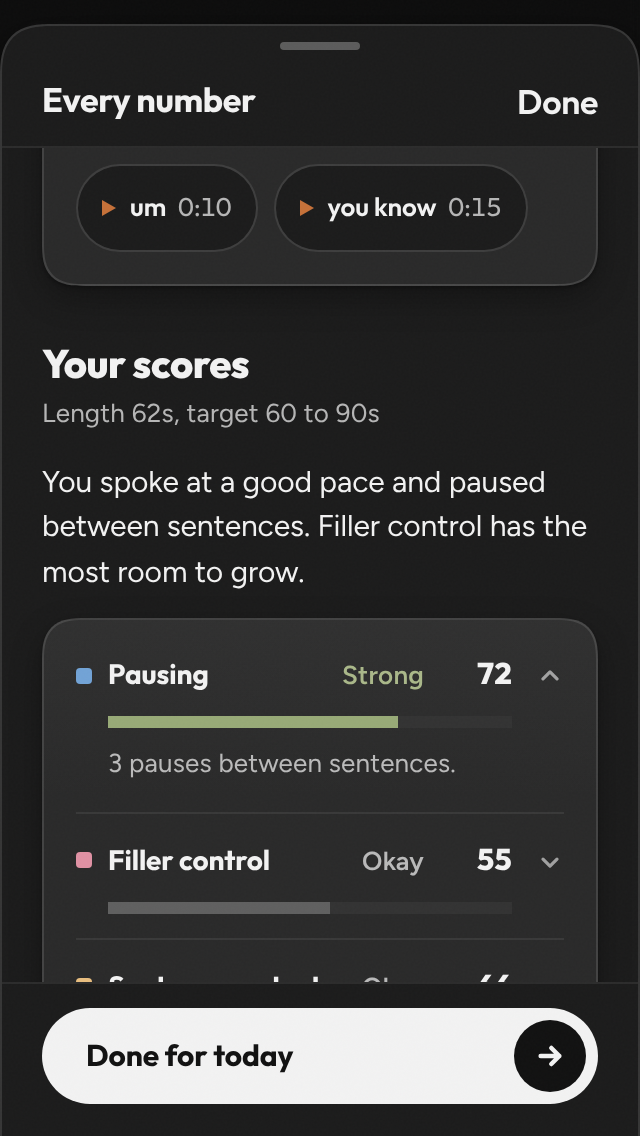 Every number
Done
um 0:10
you know 0:15
Your scores
Length 62s, target 60 to 90s
You spoke at a good pace and paused
between sentences. Filler control has the
most room to grow.
Pausing Strong 72
3 pauses between sentences.
Filler control Okay 55
Done for today